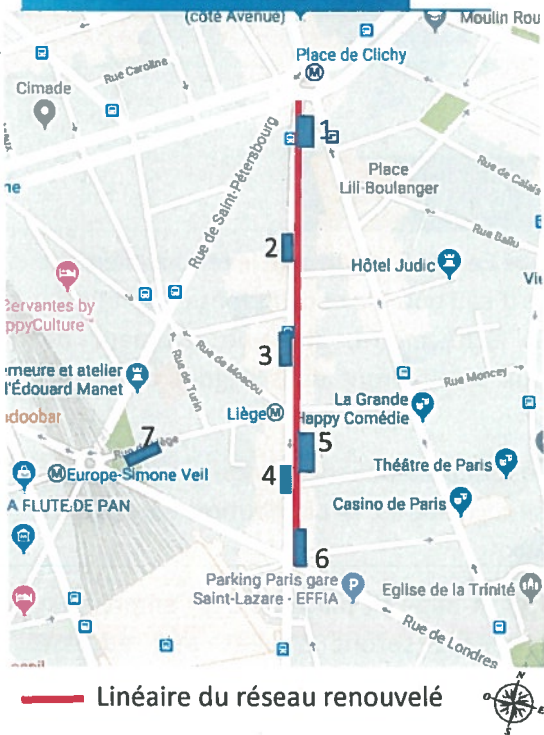 (côté Avenue)
Moulin Rou
Place de Clichy
M
Rue Caroline
Cimade
1
Rue de Saint-Pétersbourg
Place
Lili-Boulanger
Rue de Calais
ne
Rue Ballu
2
Hôtel Judic
Vi
Cervantes by
ppyCulture
3
Rue de Moscou
Rue de Turin
emeure et atelier
d'Édouard Manet
Rue Moncey
La Grande
Happy Comédie
Liège M
adoobar
7
5
Théâtre de Paris
M Europe-Simone Veil
4
Casino de Paris
A FLUTE DE PAN
6
Parking Paris gare
Saint-Lazare - EFFIA
P
Eglise de la Trinité
Rue de Londres
Linéaire du réseau renouvelé
N
O
E
S